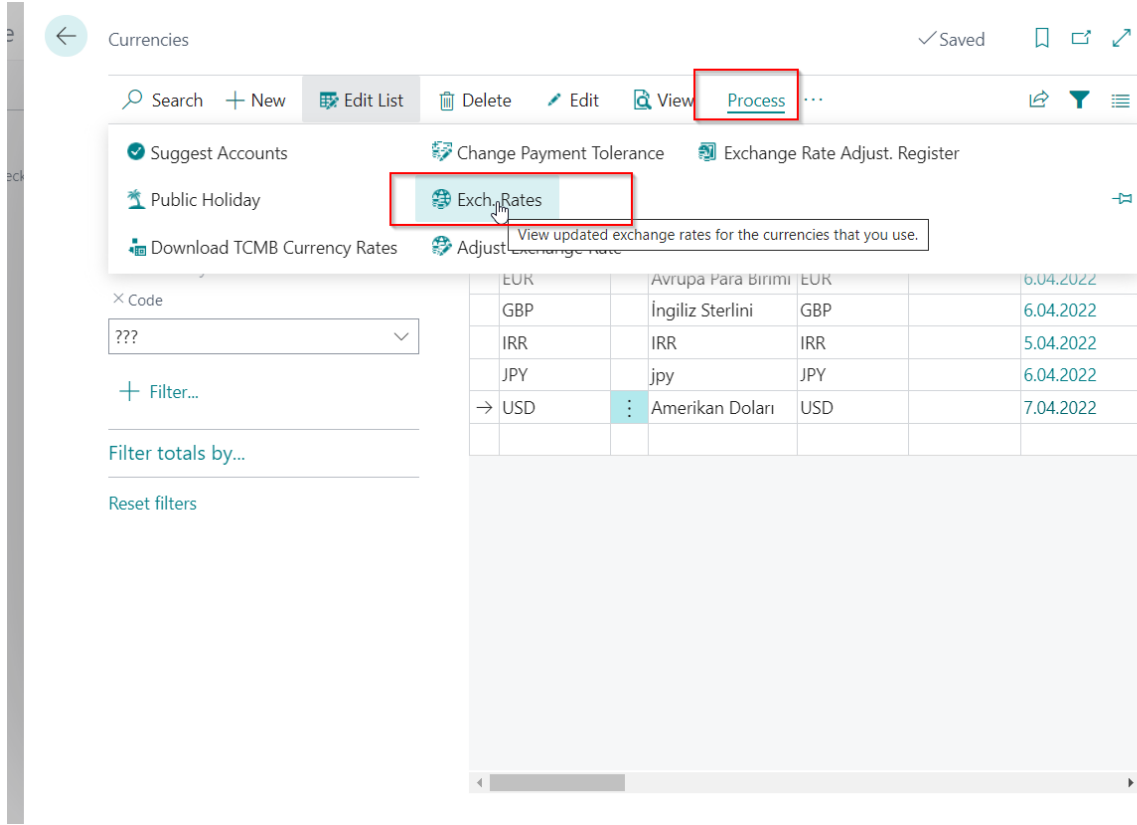 e
Currencies
Saved
Search
New
Edit List
Delete
Edit
View
Process
...
Suggest Accounts
Change Payment Tolerance
Exchange Rate Adjust. Register
eck
Public Holiday
Exch. Rates
View updated exchange rates for the currencies that you use.
Download TCMB Currency Rates
Adjust Exchange Rate
EUR Avrupa Para Birimi EUR 6.04.2022
× Code
GBP İngiliz Sterlini GBP 6.04.2022
???
IRR IRR IRR 5.04.2022
JPY jpy JPY 6.04.2022
Filter...
USD Amerikan Doları USD 7.04.2022
Filter totals by...
Reset filters